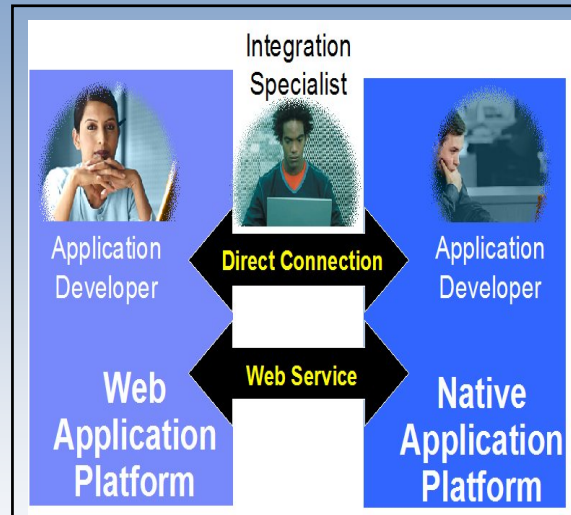 Integration
Specialist
Application
Developer
Direct Connection
Application
Developer
Web Service
Web
Application
Platform
Native
Application
Platform